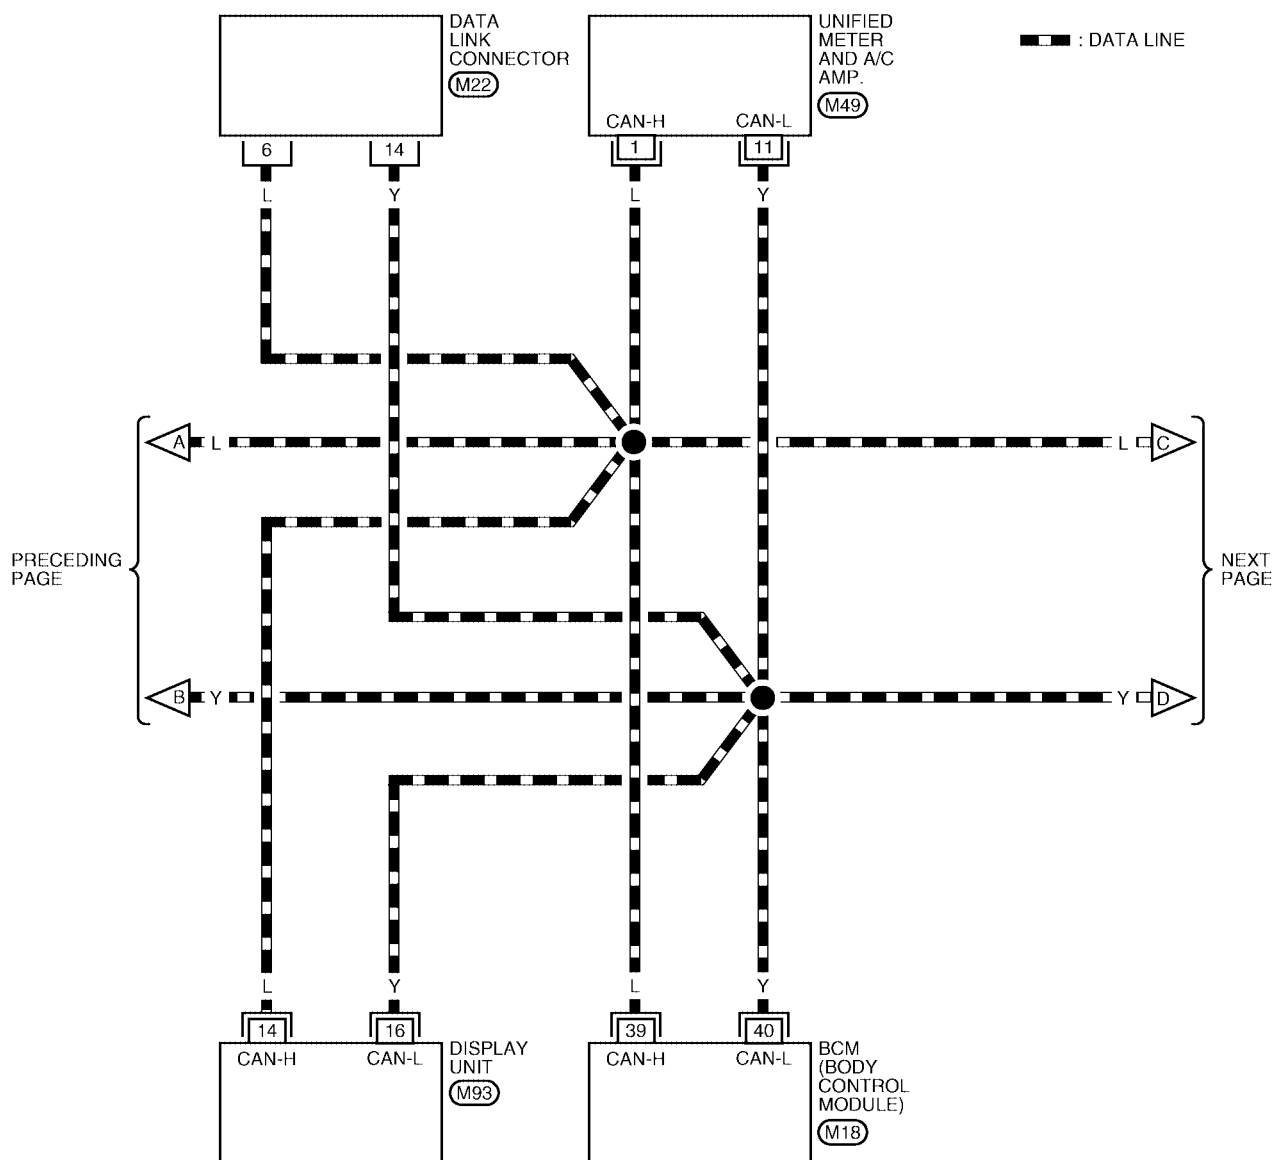 DATA
LINK
CONNECTOR
M22
UNIFIED
METER
AND A/C
AMP.
M49
: DATA LINE
CAN-H
CAN-L
6
14
1
11
L
Y
L
Y
A
L
L
C
PRECEDING
PAGE
NEXT
PAGE
B
Y
Y
D
L
Y
L
Y
14
16
39
40
CAN-H
CAN-L
CAN-H
CAN-L
DISPLAY
UNIT
M93
BCM
(BODY
CONTROL
MODULE)
M18